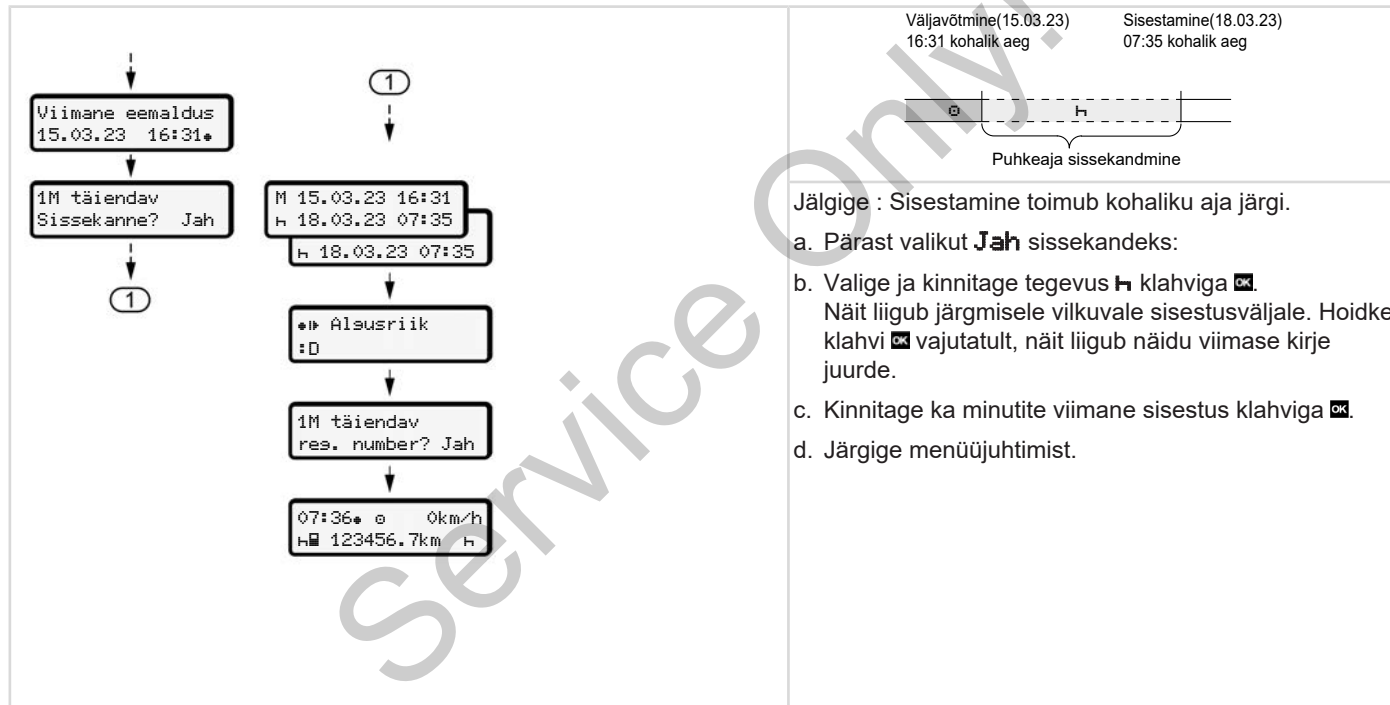 Viimane eemaldus
15.03.23 16:31
1M täiendav
Sissekanne? Jah
1
1
M 15.03.23 16:31
18.03.23 07:35
18.03.23 07:35
Algusriik
:D
1M täiendav
reg. number? Jah
07:36 0km/h
123456.7km
Väljavõtmine(15.03.23) Sisestamine(18.03.23)
16:31 kohalik aeg 07:35 kohalik aeg
Puhkeaja sissekandmine
Jälgige : Sisestamine toimub kohaliku aja järgi.
a. Pärast valikut Jah sissekandeks:
b. Valige ja kinnitage tegevus klahviga OK.
Näit liigub järgmisele vilkuvale sisestusväljale. Hoidke
klahvi OK vajutatult, näit liigub näidu viimase kirje
juurde.
c. Kinnitage ka minutite viimane sisestus klahviga OK.
d. Järgige menüüjuhtimist.
Service Only!